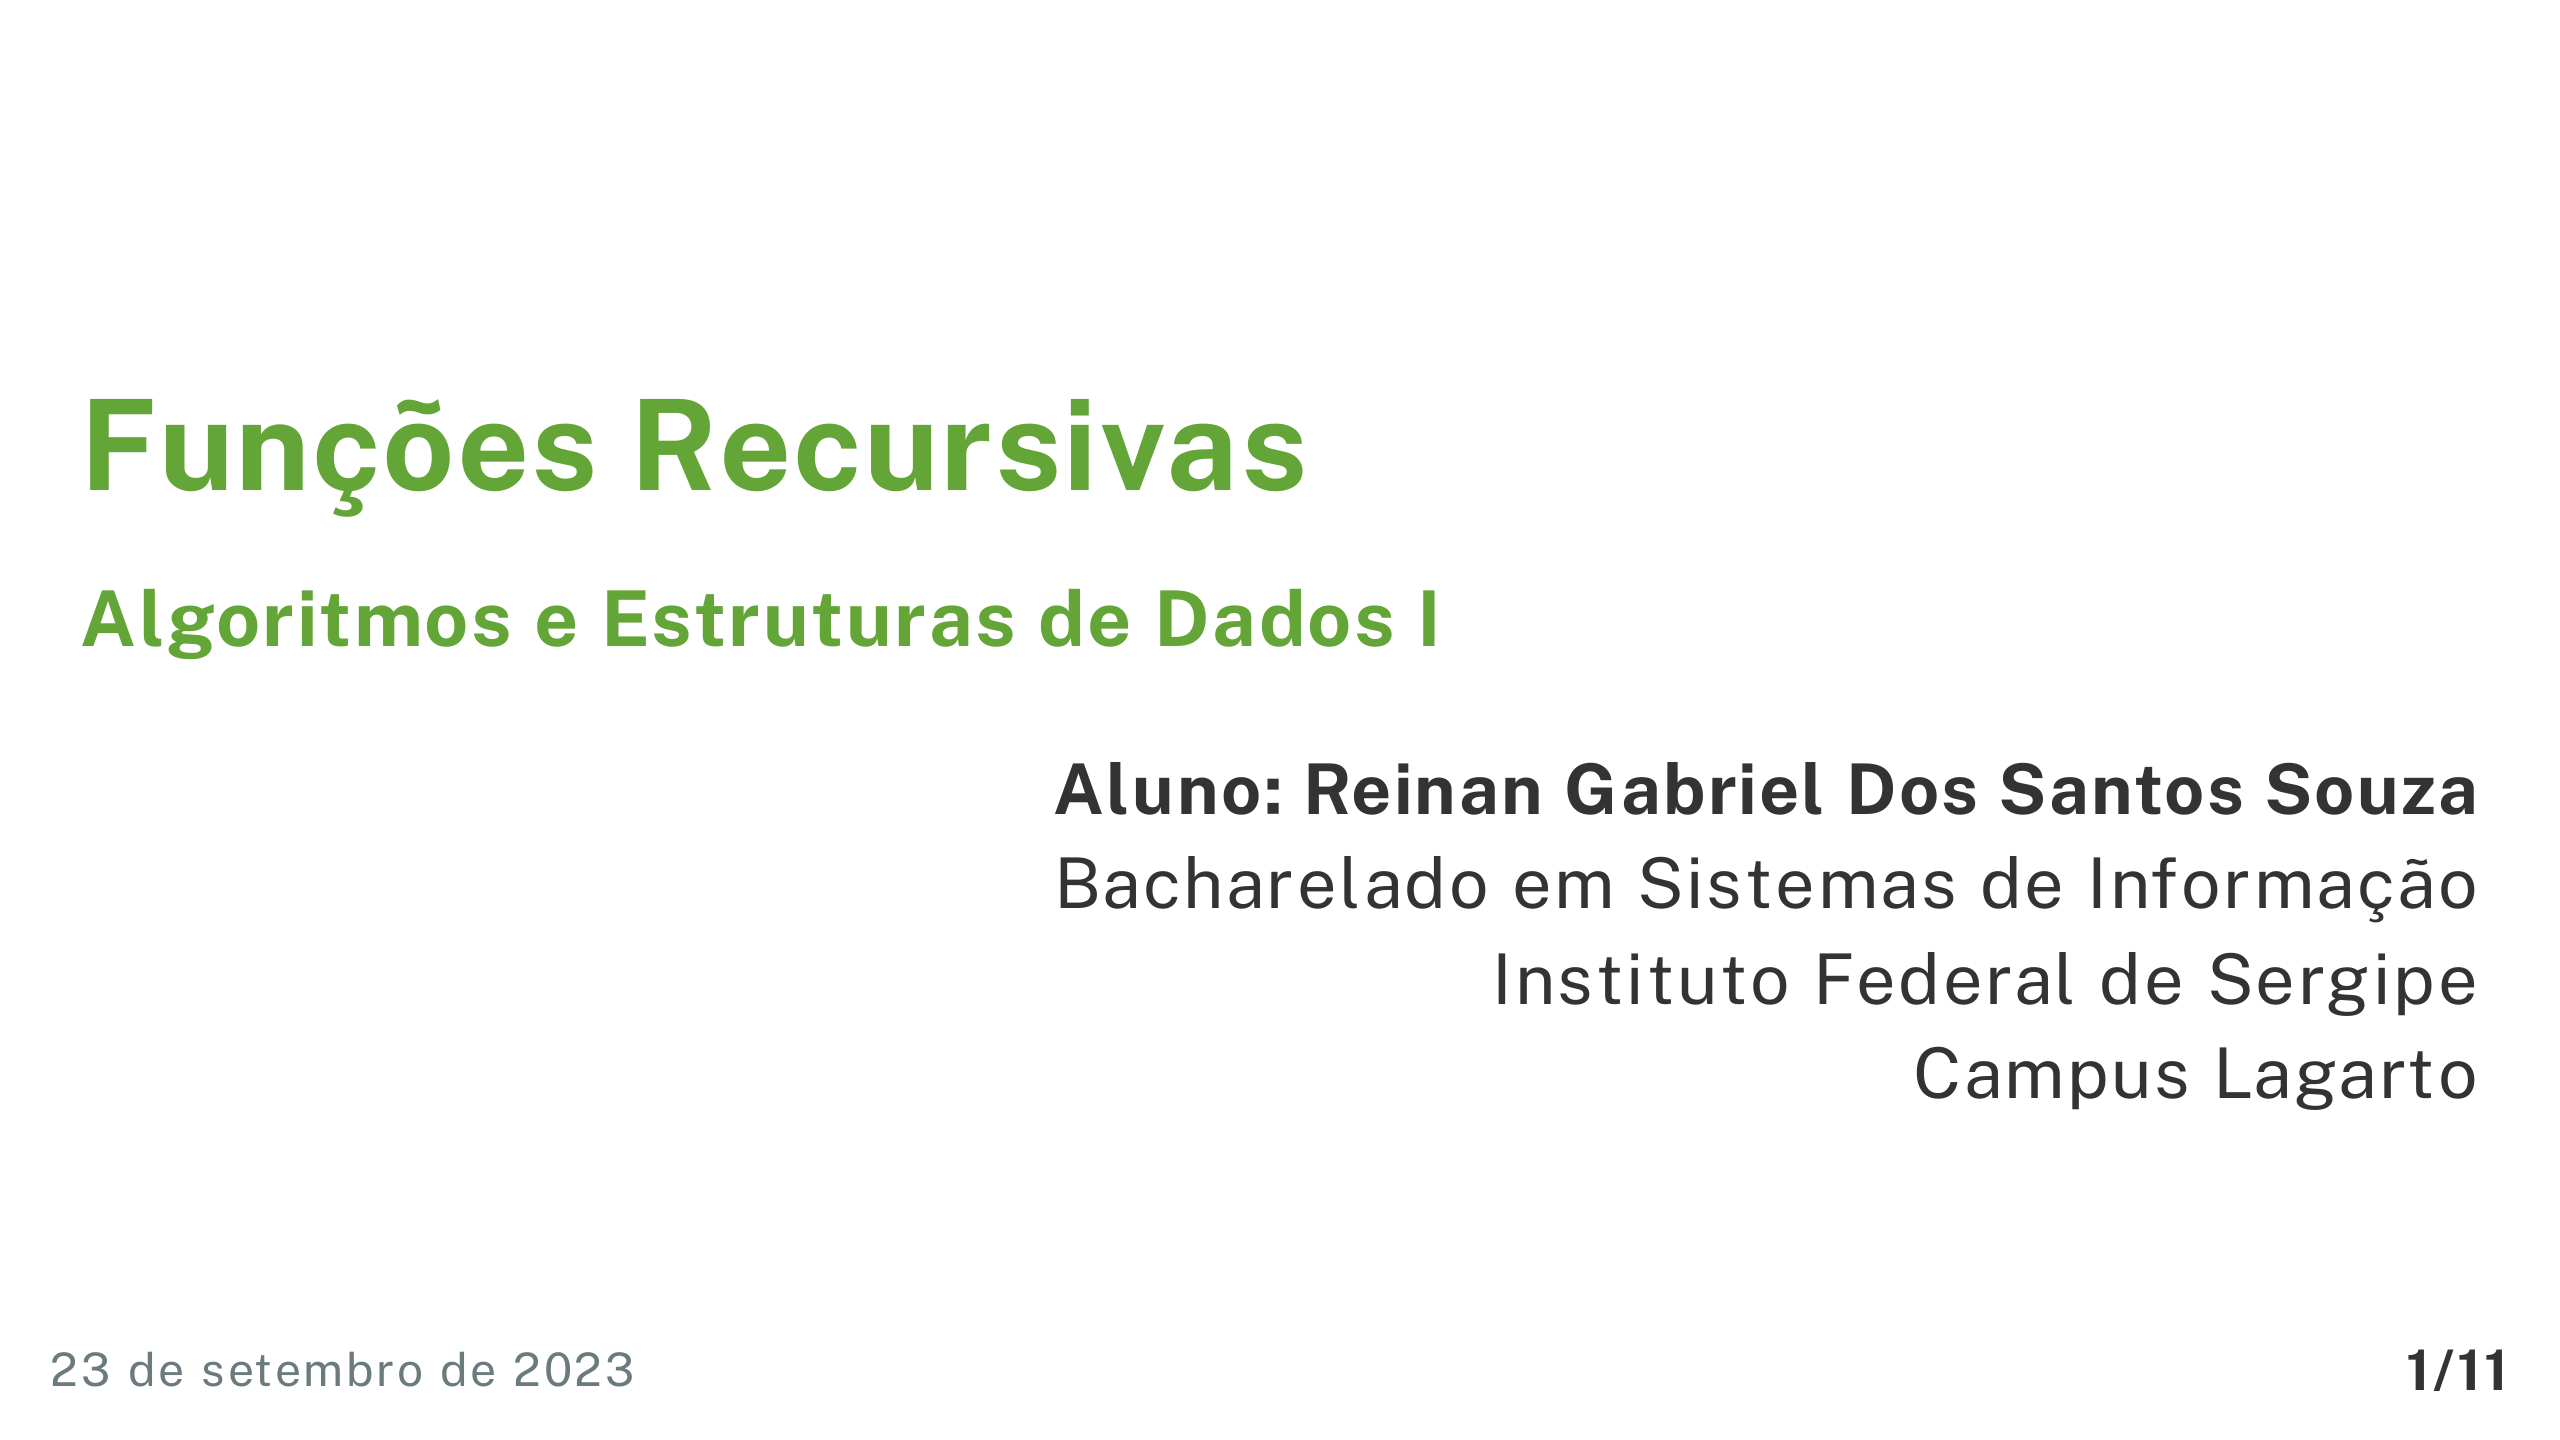 Funções Recursivas
Algoritmos e Estruturas de Dados I
Aluno: Reinan Gabriel Dos Santos Souza
Bacharelado em Sistemas de Informação
Instituto Federal de Sergipe
Campus Lagarto
23 de setembro de 2023
1/11